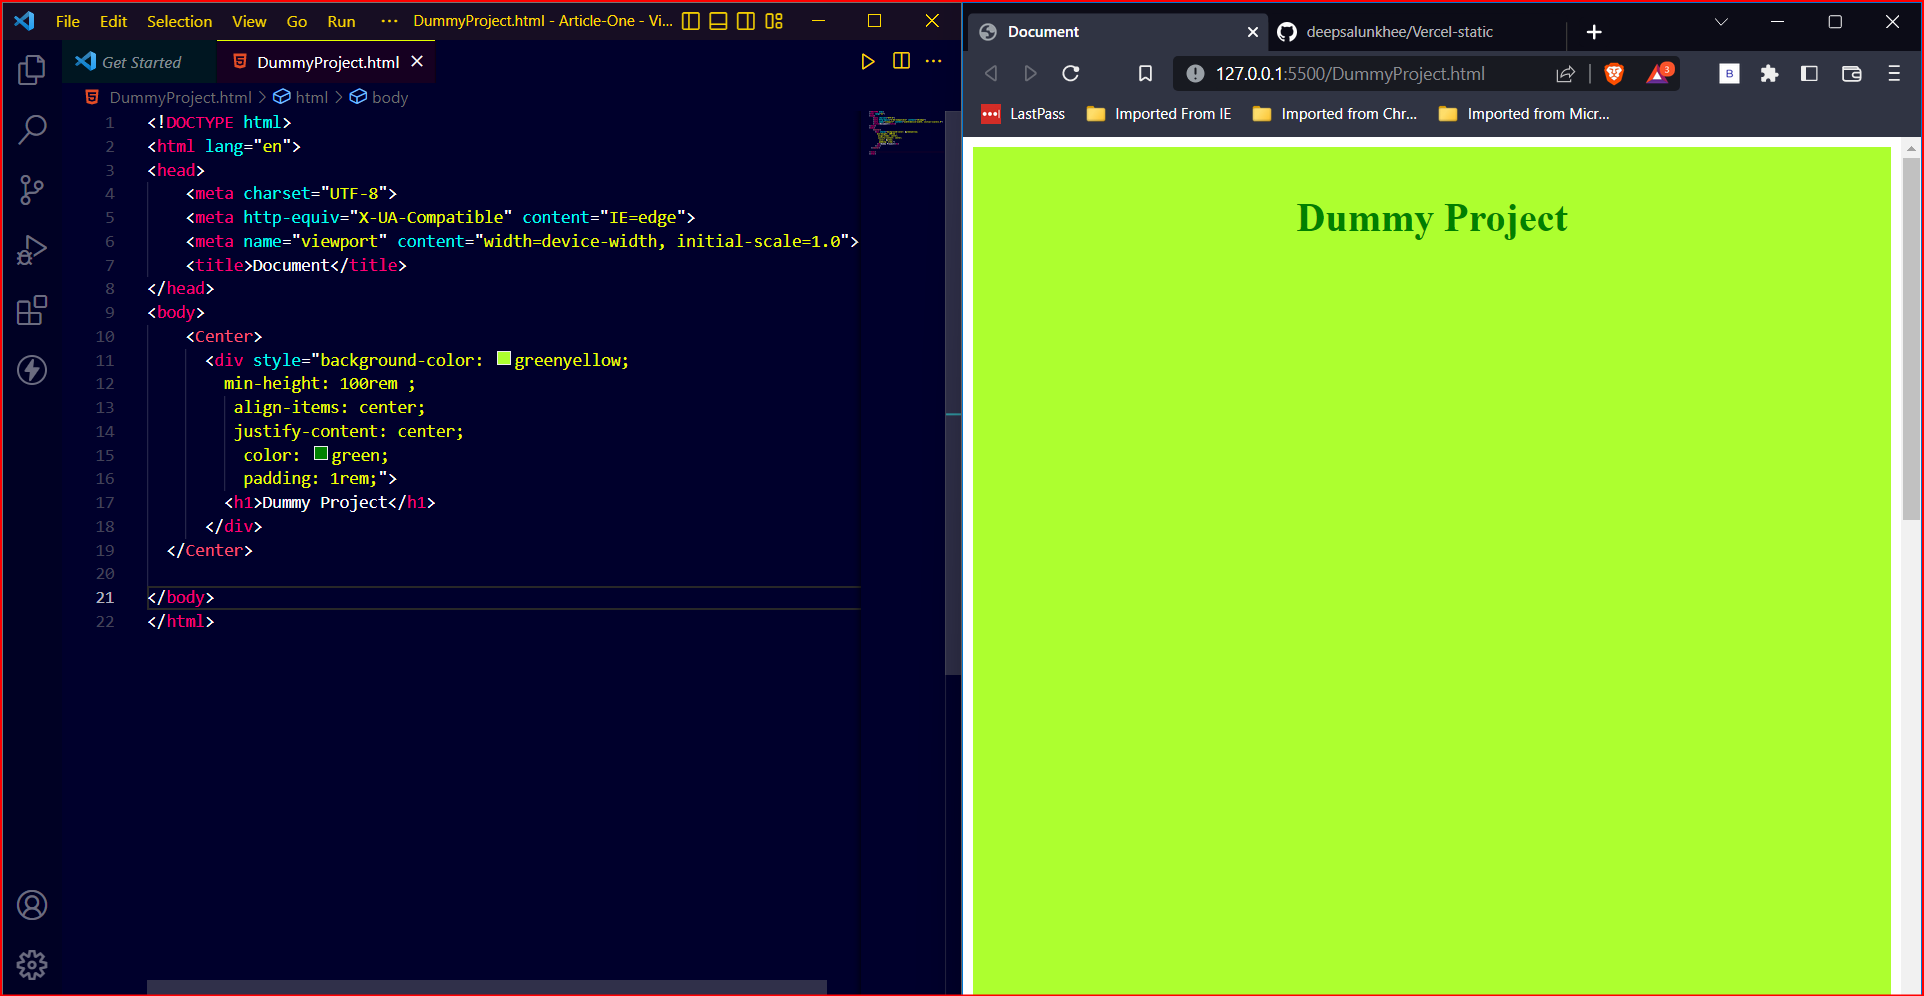 File Edit Selection View Go Run ··· DummyProject.html - Article-One - Vi...
Get Started DummyProject.html
DummyProject.html > html > body
1 <!DOCTYPE html>
2 <html lang="en">
3 <head>
4 <meta charset="UTF-8">
5 <meta http-equiv="X-UA-Compatible" content="IE=edge">
6 <meta name="viewport" content="width=device-width, initial-scale=1.0">
7 <title>Document</title>
8 </head>
9 <body>
10 <Center>
11 <div style="background-color: greenyellow;
12 min-height: 100rem ;
13 align-items: center;
14 justify-content: center;
15 color: green;
16 padding: 1rem;">
17 <h1>Dummy Project</h1>
18 </div>
19 </Center>
20
21 </body>
22 </html>
Document deepsalunkhee/Vercel-static
127.0.0.1:5500/DummyProject.html 3 B
LastPass Imported From IE Imported from Chr... Imported from Micr...
Dummy Project